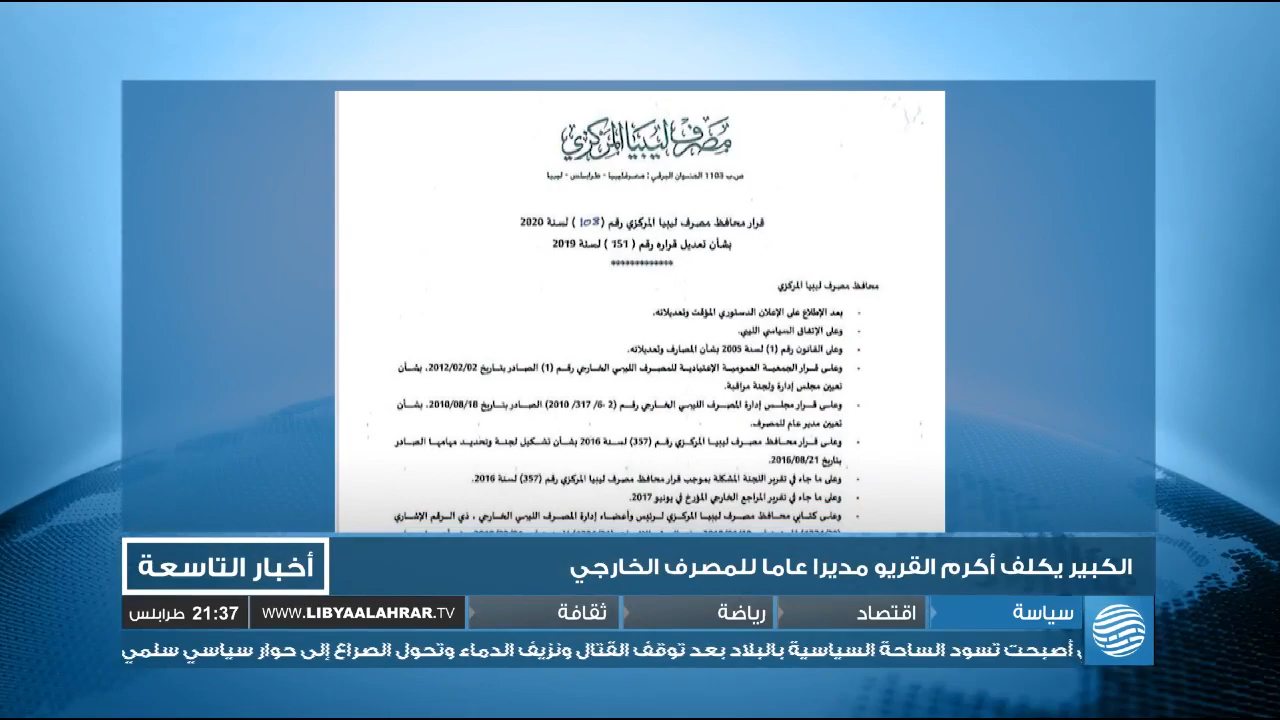 مصرف ليبيا المركزي
ص.ب 1103 العنوان البرقي : مصرفليبيا - طرابلس - ليبيا
قرار محافظ مصرف ليبيا المركزي رقم ( 108 ) لسنة 2020
بشأن تعديل قراره رقم ( 151 ) لسنة 2019
*************
محافظ مصرف ليبيا المركزي
- بعد الإطلاع على الإعلان الدستوري المؤقت وتعديلاته.
- وعلى الإتفاق السياسي الليبي.
- وعلى القانون رقم (1) لسنة 2005 بشأن المصارف وتعديلاته.
- وعلى قرار الجمعية العمومية الإعتيادية للمصرف الليبي الخارجي رقم (1) الصادر بتاريخ 2012/02/02، بشأن
تعيين مجلس إدارة ولجنة مراقبة.
- وعلى قرار مجلس إدارة المصرف الليبي الخارجي رقم (2 -6/ 317/ 2010) الصادر بتاريخ 2010/08/18، بشأن
تعيين مدير عام للمصرف.
- وعلى قرار محافظ مصرف ليبيا المركزي رقم (357) لسنة 2016 بشأن تشكيل لجنة وتحديد مهامها الصادر
بتاريخ 2016/08/21.
- وعلى ما جاء في تقرير اللجنة المشكلة بموجب قرار محافظ مصرف ليبيا المركزي رقم (357) لسنة 2016.
- وعلى ما جاء في تقرير المراجع الخارجي المؤرخ في يونيو 2017.
- وعلى كتابي محافظ مصرف ليبيا المركزي لرئيس وأعضاء إدارة المصرف الليبي الخارجي ، ذي الرقم الإشاري
الكبير يكلف أكرم القريو مديرا عاما للمصرف الخارجي
أخبار التاسعة
سياسة
اقتصاد
رياضة
ثقافة
WWW.LIBYAALAHRAR.TV
21:37 طرابلس
أصبحت تسود الساحة السياسية بالبلاد بعد توقف القتال ونزيف الدماء وتحول الصراع إلى حوار سياسي سلمي